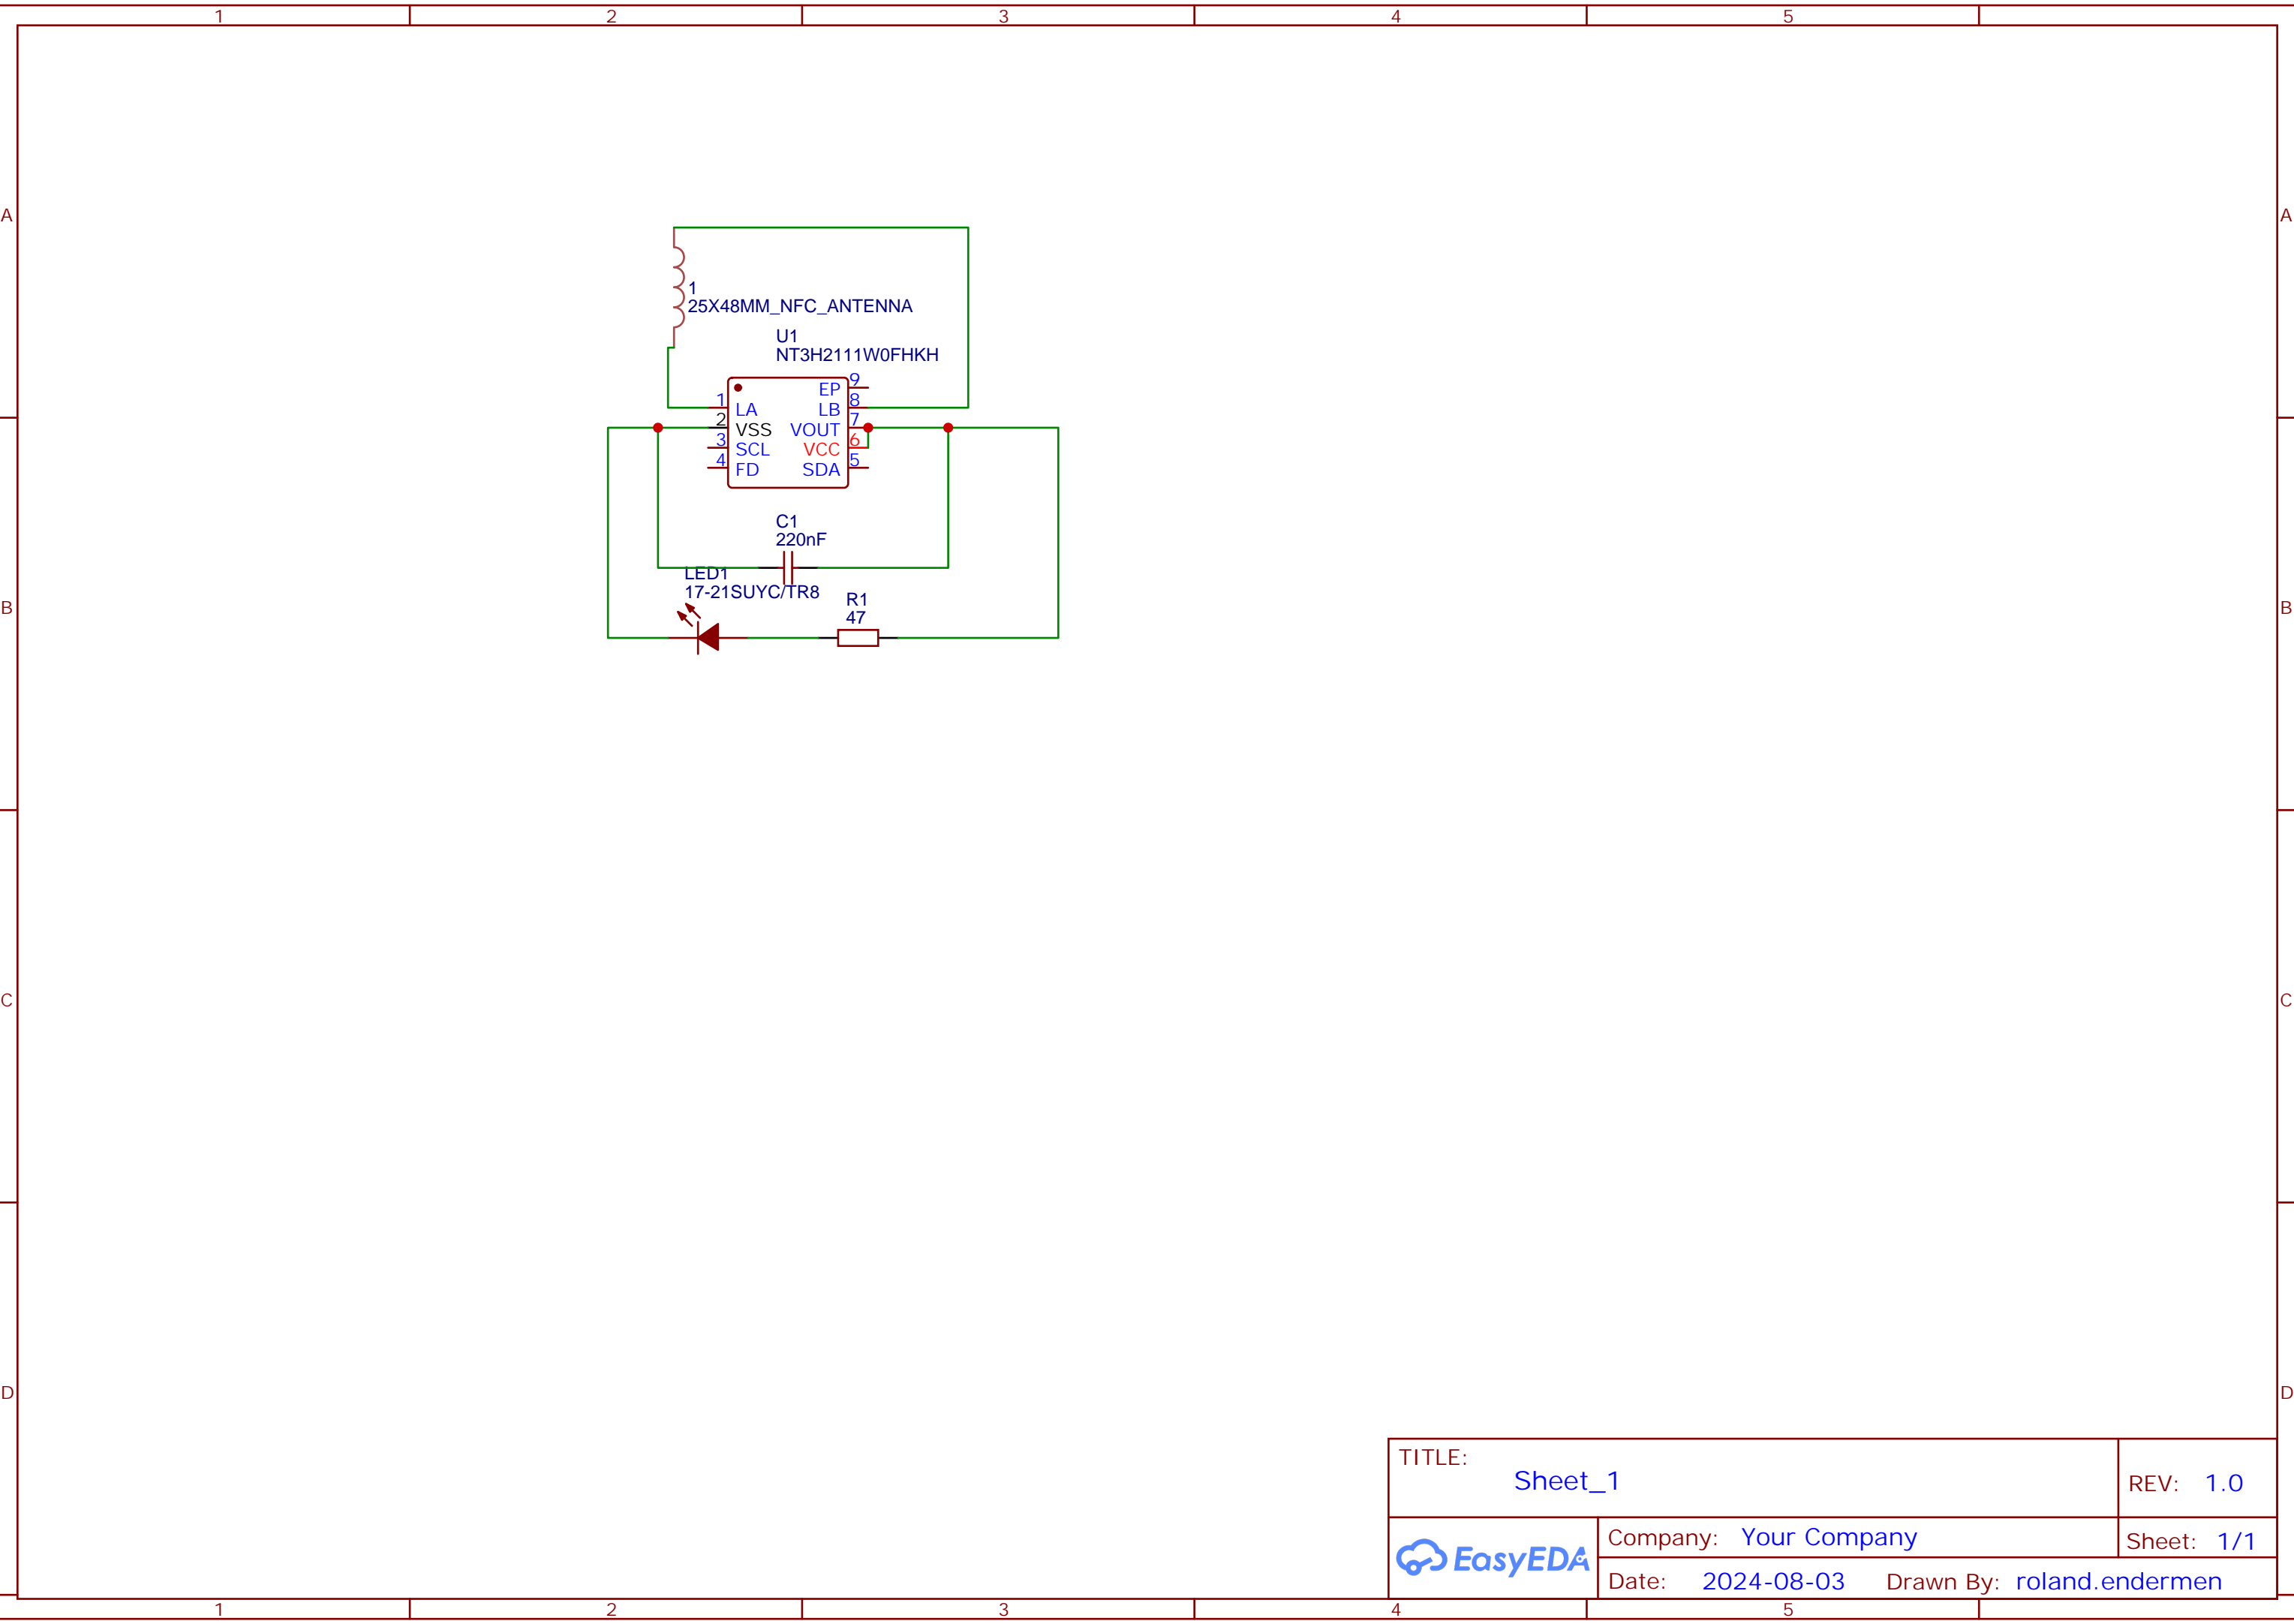 1 2 3 4 5
A A
1
25X48MM_NFC_ANTENNA
U1
NT3H2111W0FHKH
EP 9
1 LA LB 8
2 VSS VOUT 7
3 SCL VCC 6
4 FD SDA 5
C1
220nF
LED1
17-21SUYC/TR8
R1
47
B B
C C
D D
TITLE:
Sheet_1
REV: 1.0
EasyEDA
Company: Your Company
Sheet: 1/1
Date: 2024-08-03 Drawn By: roland.endermen
1 2 3 4 5